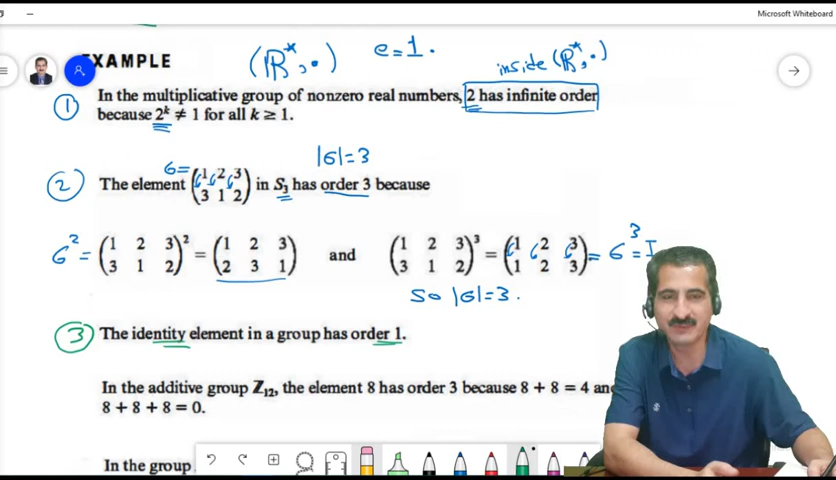 Microsoft Whiteboard
EXAMPLE (ℝ*, ·) e=1. inside (ℝ*, ·)
① In the multiplicative group of nonzero real numbers, 2 has infinite order
because 2ᵏ ≠ 1 for all k ≥ 1.
|σ|=3
② The element σ= (1 2 3 / 3 1 2) in S₃ has order 3 because
σ² = (1 2 3 / 3 1 2)² = (1 2 3 / 2 3 1) and (1 2 3 / 3 1 2)³ = (1 2 3 / 1 2 3) = σ³ = I
So |σ|=3.
③ The identity element in a group has order 1.
In the additive group Z₁₂, the element 8 has order 3 because 8 + 8 = 4
8 + 8 + 8 = 0.
In the group